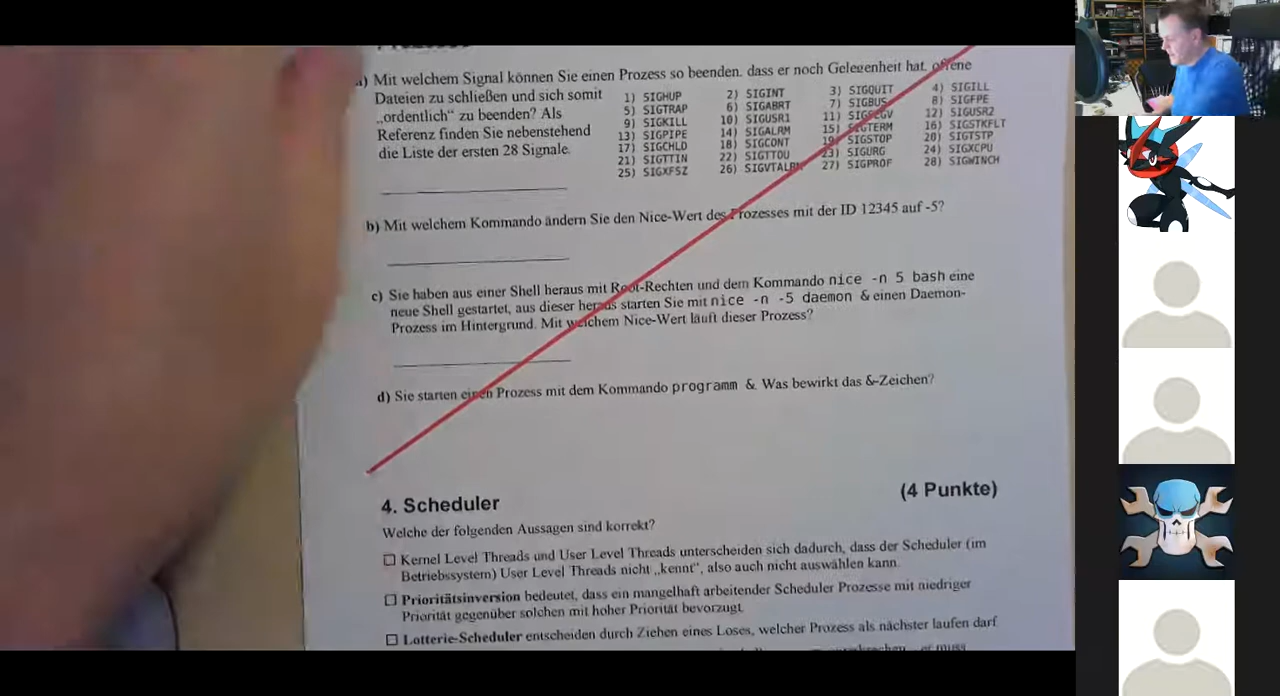 a) Mit welchem Signal können Sie einen Prozess so beenden, dass er noch Gelegenheit hat, offene
Dateien zu schließen und sich somit
„ordentlich“ zu beenden? Als
Referenz finden Sie nebenstehend
die Liste der ersten 28 Signale.
1) SIGHUP 2) SIGINT 3) SIGQUIT 4) SIGILL
5) SIGTRAP 6) SIGABRT 7) SIGBUS 8) SIGFPE
9) SIGKILL 10) SIGUSR1 11) SIGSEGV 12) SIGUSR2
13) SIGPIPE 14) SIGALRM 15) SIGTERM 16) SIGSTKFLT
17) SIGCHLD 18) SIGCONT 19) SIGSTOP 20) SIGTSTP
21) SIGTTIN 22) SIGTTOU 23) SIGURG 24) SIGXCPU
25) SIGXFSZ 26) SIGVTALRM 27) SIGPROF 28) SIGWINCH
b) Mit welchem Kommando ändern Sie den Nice-Wert des Prozesses mit der ID 12345 auf -5?
c) Sie haben aus einer Shell heraus mit Root-Rechten und dem Kommando nice -n 5 bash eine
neue Shell gestartet, aus dieser heraus starten Sie mit nice -n -5 daemon & einen Daemon-
Prozess im Hintergrund. Mit welchem Nice-Wert läuft dieser Prozess?
d) Sie starten einen Prozess mit dem Kommando programm &. Was bewirkt das &-Zeichen?
4. Scheduler (4 Punkte)
Welche der folgenden Aussagen sind korrekt?
☐ Kernel Level Threads und User Level Threads unterscheiden sich dadurch, dass der Scheduler (im
Betriebssystem) User Level Threads nicht „kennt“, also auch nicht auswählen kann.
☐ Prioritätsinversion bedeutet, dass ein mangelhaft arbeitender Scheduler Prozesse mit niedriger
Priorität gegenüber solchen mit hoher Priorität bevorzugt.
☐ Lotterie-Scheduler entscheiden durch Ziehen eines Loses, welcher Prozess als nächster laufen darf.